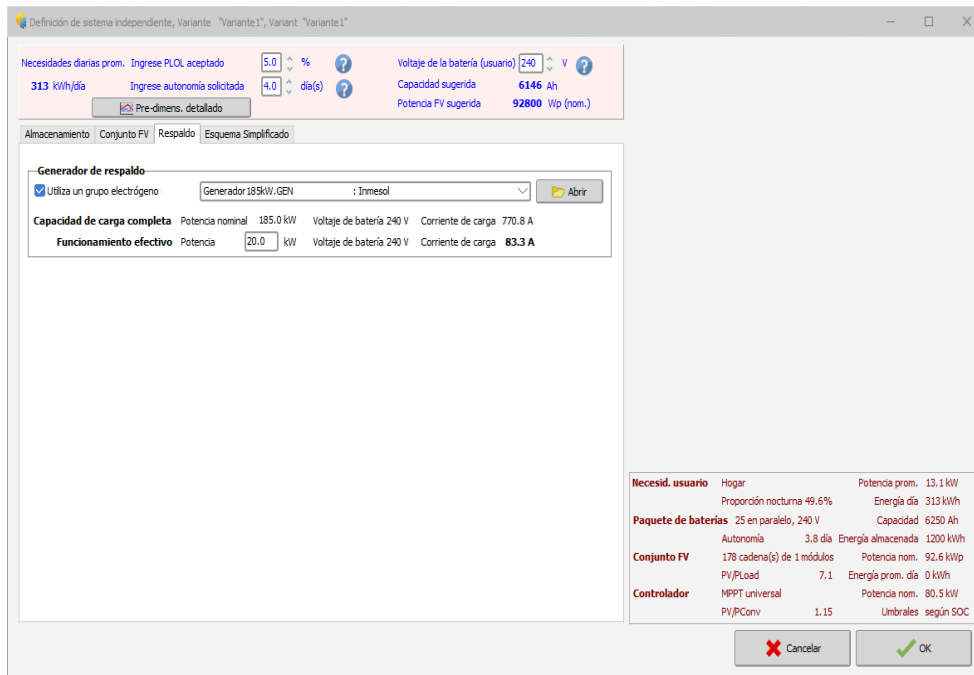 Definición de sistema independiente, Variante "Variante1", Variant "Variante1"
Necesidades diarias prom. Ingrese PLOL aceptado 5.0 % ? Voltaje de la batería (usuario) 240 V ?
313 kWh/día Ingrese autonomía solicitada 4.0 día(s) ? Capacidad sugerida 6146 Ah
Pre-dimens. detallado Potencia FV sugerida 92800 Wp (nom.)
Almacenamiento Conjunto FV Respaldo Esquema Simplificado
Generador de respaldo
Utiliza un grupo electrógeno Generador185kW.GEN : Inmesol Abrir
Capacidad de carga completa Potencia nominal 185.0 kW Voltaje de batería 240 V Corriente de carga 770.8 A
Funcionamiento efectivo Potencia 20.0 kW Voltaje de batería 240 V Corriente de carga 83.3 A
Necesid. usuario Hogar Potencia prom. 13.1 kW
Proporción nocturna 49.6% Energía día 313 kWh
Paquete de baterías 25 en paralelo, 240 V Capacidad 6250 Ah
Autonomía 3.8 día Energía almacenada 1200 kWh
Conjunto FV 178 cadena(s) de 1 módulos Potencia nom. 92.6 kWp
PV/PLoad 7.1 Energía prom. día 0 kWh
Controlador MPPT universal Potencia nom. 80.5 kW
PV/PConv 1.15 Umbrales según SOC
Cancelar OK